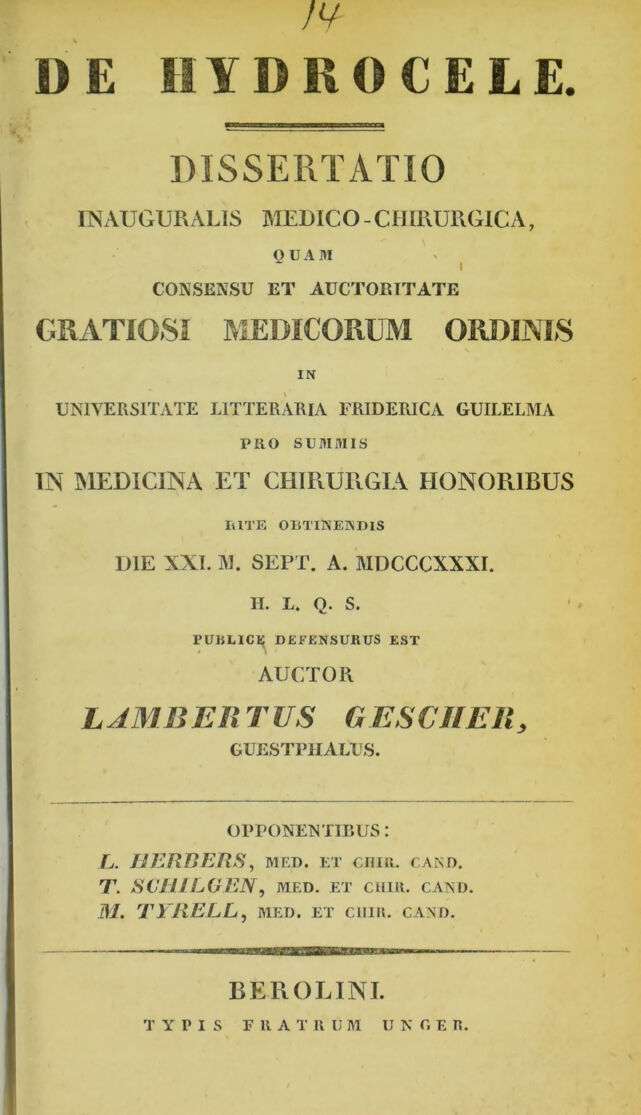 14
DE HYDROCELE.
DISSERTATIO
INAUGURALIS MEDICO-CHIRURGICA,
QUAM
CONSENSU ET AUCTORITATE
GRATIOSI MEDICORUM ORDINIS
IN
UNIVERSITATE LITTERARIA FRIDERICA GUILELMA
PRO SUMMIS
IN MEDICINA ET CHIRURGIA HONORIBUS
RITE OBTINENDIS
DIE XXI. M. SEPT. A. MDCCCXXXI.
H. L. Q. S.
PUBLICE DEFENSURUS EST
AUCTOR
LAMBERTUS GESCHER,
GUESTPHALUS.
OPPONENTIBUS:
L. HERBERS, MED. ET CHIR. CAND.
T. SCHILGEN, MED. ET CHIR. CAND.
M. TYRELL, MED. ET CHIR. CAND.
BEROLINI.
TYPIS FRATRUM UNGER.